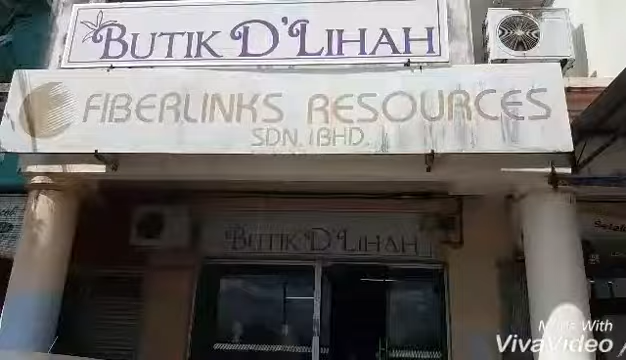 BUTIK D'LIHAH
FIBERLINKS RESOURCES
SDN. BHD.
BUTIK D'LIHAH
Made With
VivaVideo